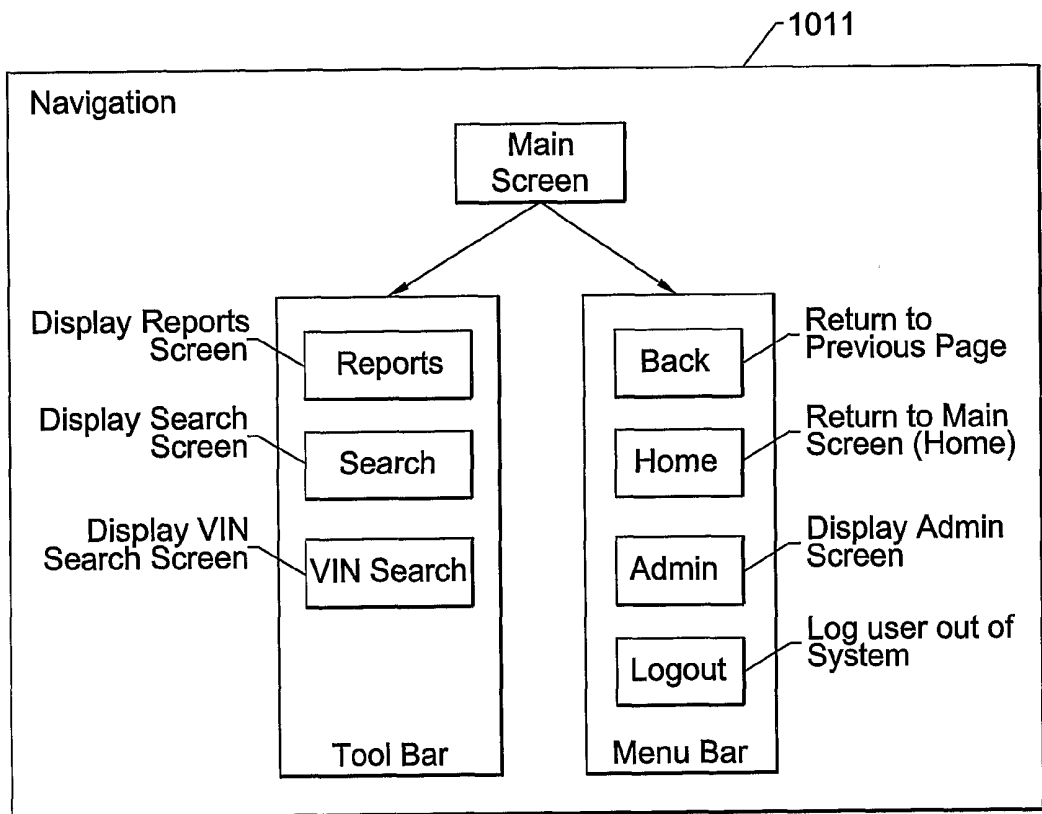 1011
Navigation
Main
Screen
Display Reports
Screen
Reports
Display Search
Screen
Search
Display VIN
Search Screen
VIN Search
Tool Bar
Back
Return to
Previous Page
Home
Return to Main
Screen (Home)
Admin
Display Admin
Screen
Logout
Log user out of
System
Menu Bar